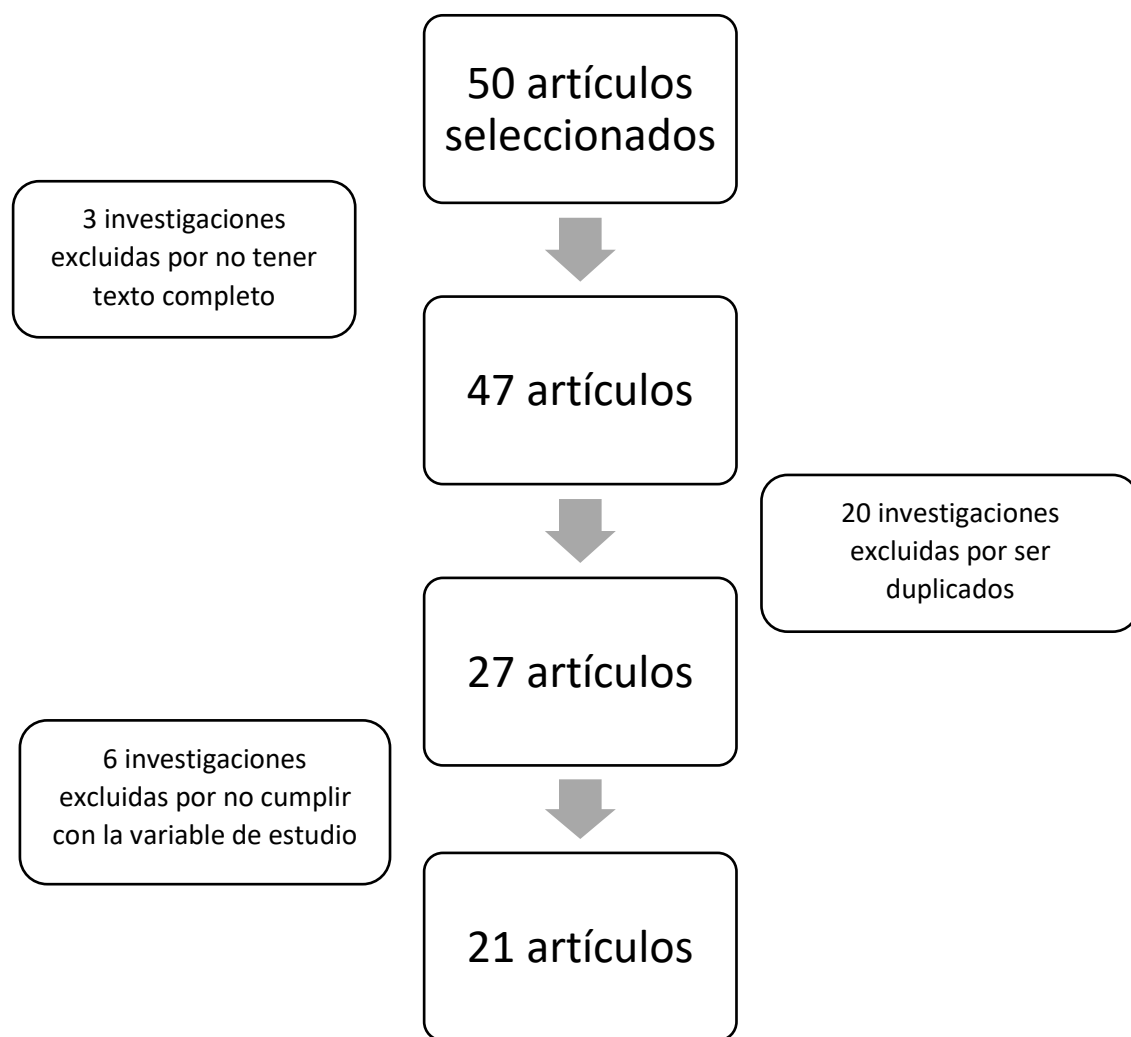 50 artículos
seleccionados
3 investigaciones
excluidas por no tener
texto completo
47 artículos
20 investigaciones
excluidas por ser
duplicados
27 artículos
6 investigaciones
excluidas por no cumplir
con la variable de estudio
21 artículos